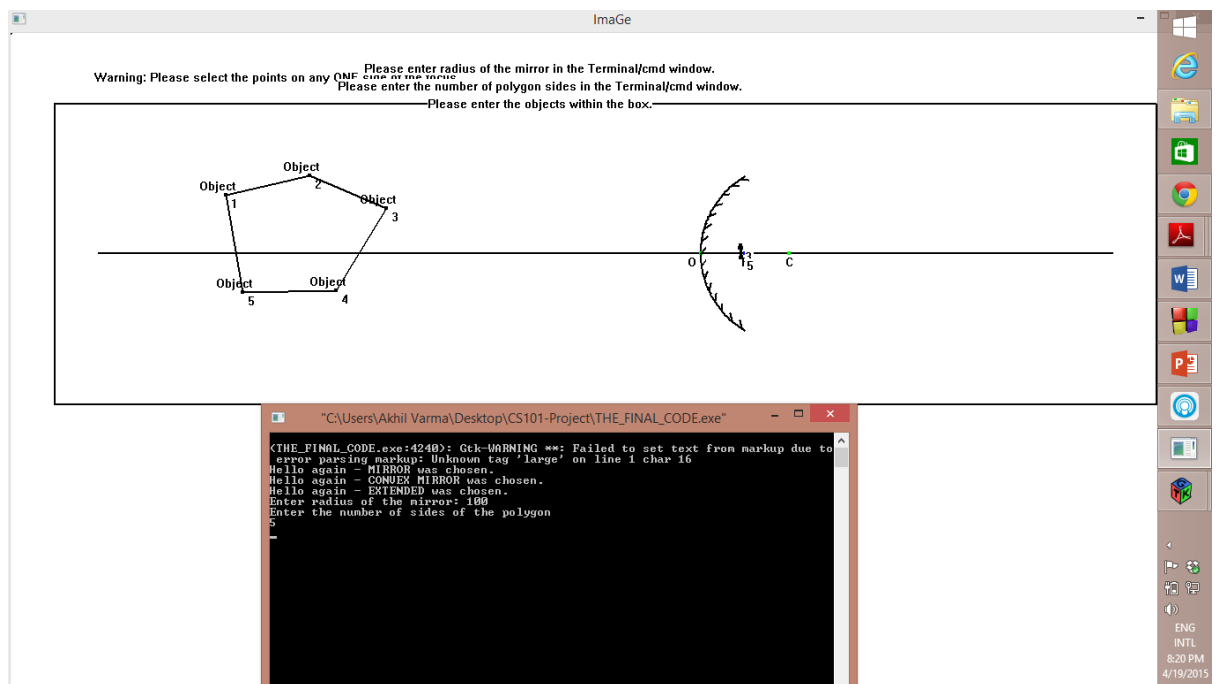 ImaGe
Please enter radius of the mirror in the Terminal/cmd window.
Warning: Please select the points on any ONE side of the focus
Please enter the number of polygon sides in the Terminal/cmd window.
Please enter the objects within the box.
Object
2
Object
1
Object
3
O
3
5
C
Object
5
Object
4
"C:\Users\Akhil Varma\Desktop\CS101-Project\THE_FINAL_CODE.exe"
(THE_FINAL_CODE.exe:4240): Gtk-WARNING **: Failed to set text from markup due to
error parsing markup: Unknown tag 'large' on line 1 char 16
Hello again - MIRROR was chosen.
Hello again - CONVEX MIRROR was chosen.
Hello again - EXTENDED was chosen.
Enter radius of the mirror: 100
Enter the number of sides of the polygon
5
ENG
INTL
8:20 PM
4/19/2015